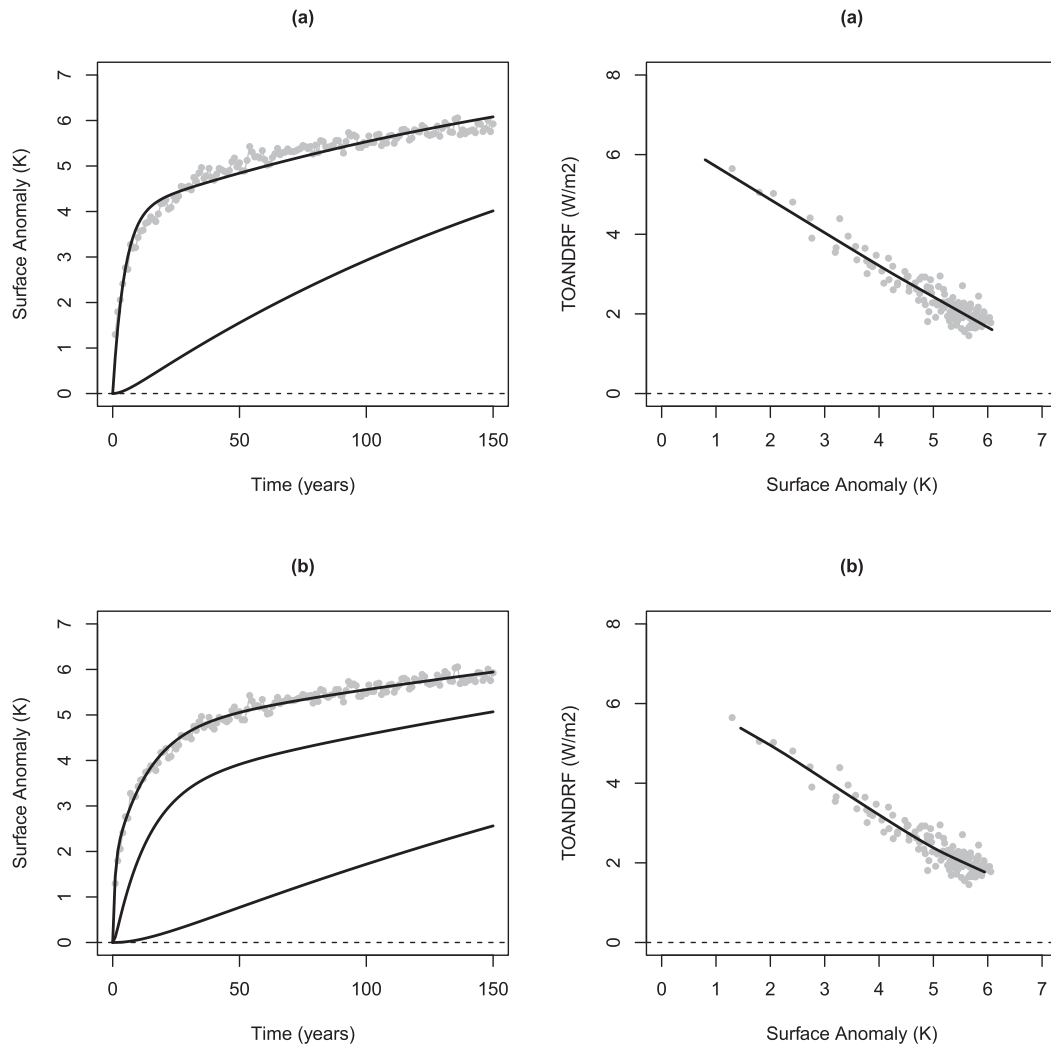 (a)
Surface Anomaly (K)
7
6
5
4
3
2
1
0
0 50 100 150
Time (years)
(a)
TOANDRF (W/m2)
8
6
4
2
0
0 1 2 3 4 5 6 7
Surface Anomaly (K)
(b)
Surface Anomaly (K)
7
6
5
4
3
2
1
0
0 50 100 150
Time (years)
(b)
TOANDRF (W/m2)
8
6
4
2
0
0 1 2 3 4 5 6 7
Surface Anomaly (K)